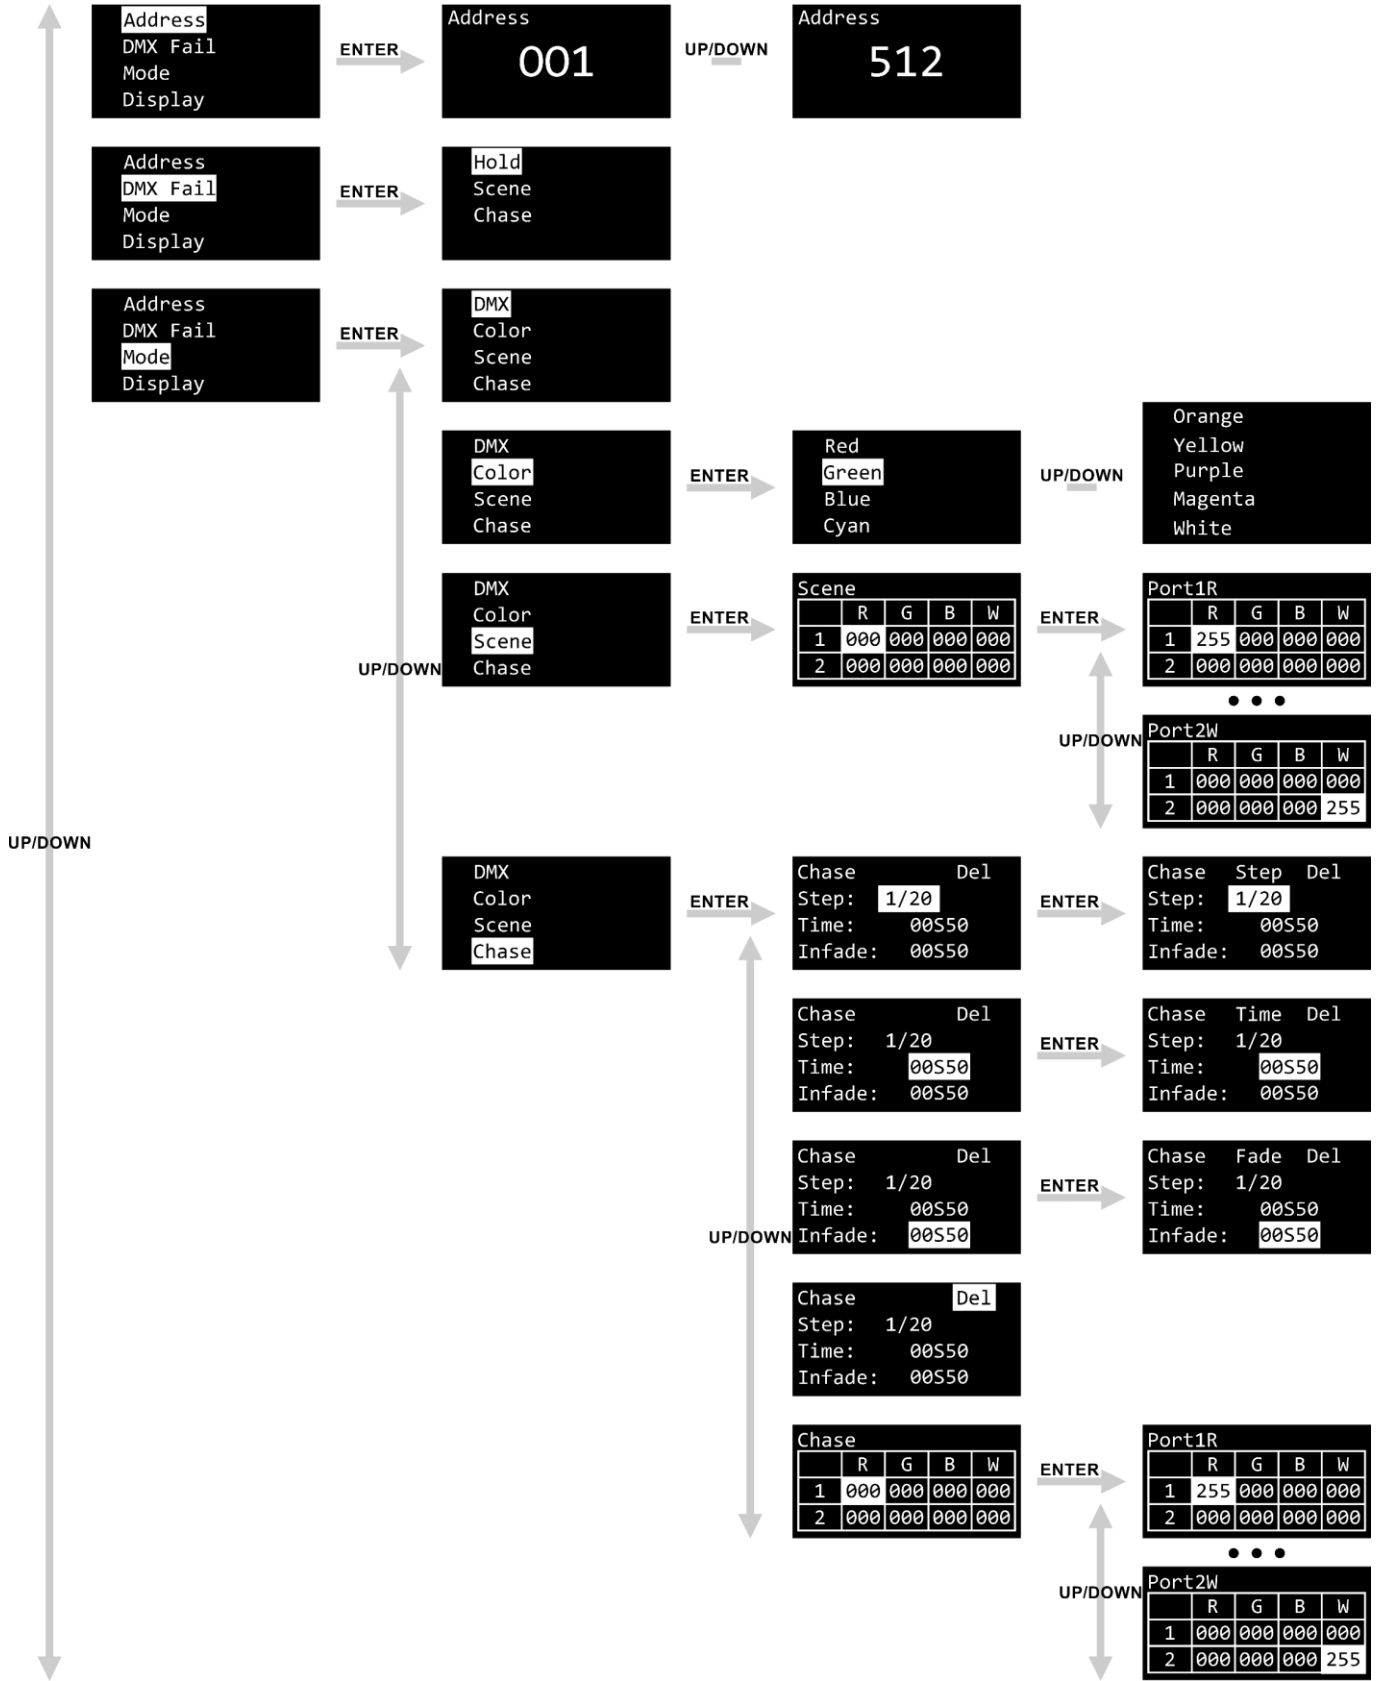 Address
DMX Fail
Mode
Display
ENTER
Address
001
UP/DOWN
Address
512
Address
DMX Fail
Mode
Display
ENTER
Hold
Scene
Chase
Address
DMX Fail
Mode
Display
ENTER
DMX
Color
Scene
Chase
DMX
Color
Scene
Chase
ENTER
Red
Green
Blue
Cyan
UP/DOWN
Orange
Yellow
Purple
Magenta
White
UP/DOWN
DMX
Color
Scene
Chase
ENTER
Scene
R G B W
1 000 000 000 000
2 000 000 000 000
ENTER
Port1R
R G B W
1 255 000 000 000
2 000 000 000 000
• • •
UP/DOWN
Port2W
R G B W
1 000 000 000 000
2 000 000 000 255
UP/DOWN
DMX
Color
Scene
Chase
ENTER
Chase Del
Step: 1/20
Time: 00S50
Infade: 00S50
ENTER
Chase Step Del
Step: 1/20
Time: 00S50
Infade: 00S50
Chase Del
Step: 1/20
Time: 00S50
Infade: 00S50
ENTER
Chase Time Del
Step: 1/20
Time: 00S50
Infade: 00S50
UP/DOWN
Chase Del
Step: 1/20
Time: 00S50
Infade: 00S50
ENTER
Chase Fade Del
Step: 1/20
Time: 00S50
Infade: 00S50
Chase Del
Step: 1/20
Time: 00S50
Infade: 00S50
Chase
R G B W
1 000 000 000 000
2 000 000 000 000
ENTER
Port1R
R G B W
1 255 000 000 000
2 000 000 000 000
• • •
UP/DOWN
Port2W
R G B W
1 000 000 000 000
2 000 000 000 255